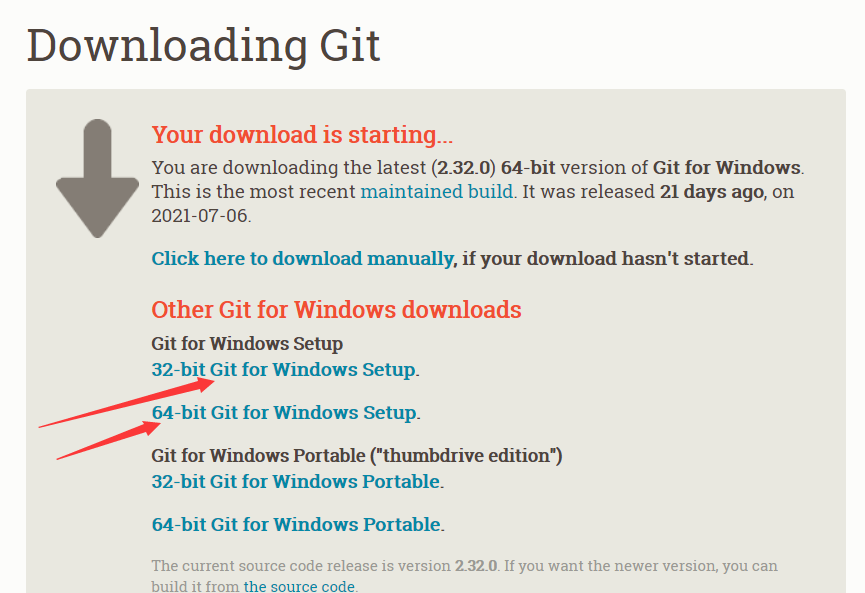 Downloading Git
Your download is starting...
You are downloading the latest (2.32.0) 64-bit version of Git for Windows.
This is the most recent maintained build. It was released 21 days ago, on
2021-07-06.
Click here to download manually, if your download hasn't started.
Other Git for Windows downloads
Git for Windows Setup
32-bit Git for Windows Setup.
64-bit Git for Windows Setup.
Git for Windows Portable ("thumbdrive edition")
32-bit Git for Windows Portable.
64-bit Git for Windows Portable.
The current source code release is version 2.32.0. If you want the newer version, you can
build it from the source code.